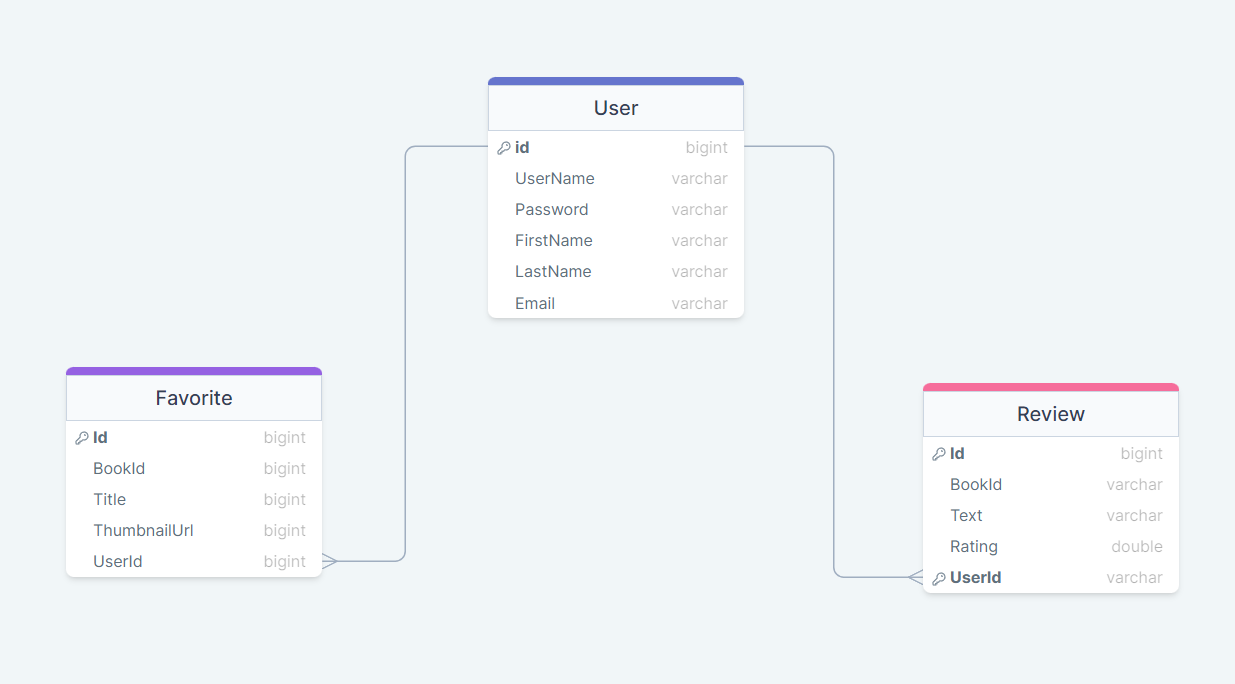 User
id bigint
UserName varchar
Password varchar
FirstName varchar
LastName varchar
Email varchar
Favorite
Id bigint
BookId bigint
Title bigint
ThumbnailUrl bigint
UserId bigint
Review
Id bigint
BookId varchar
Text varchar
Rating double
UserId varchar